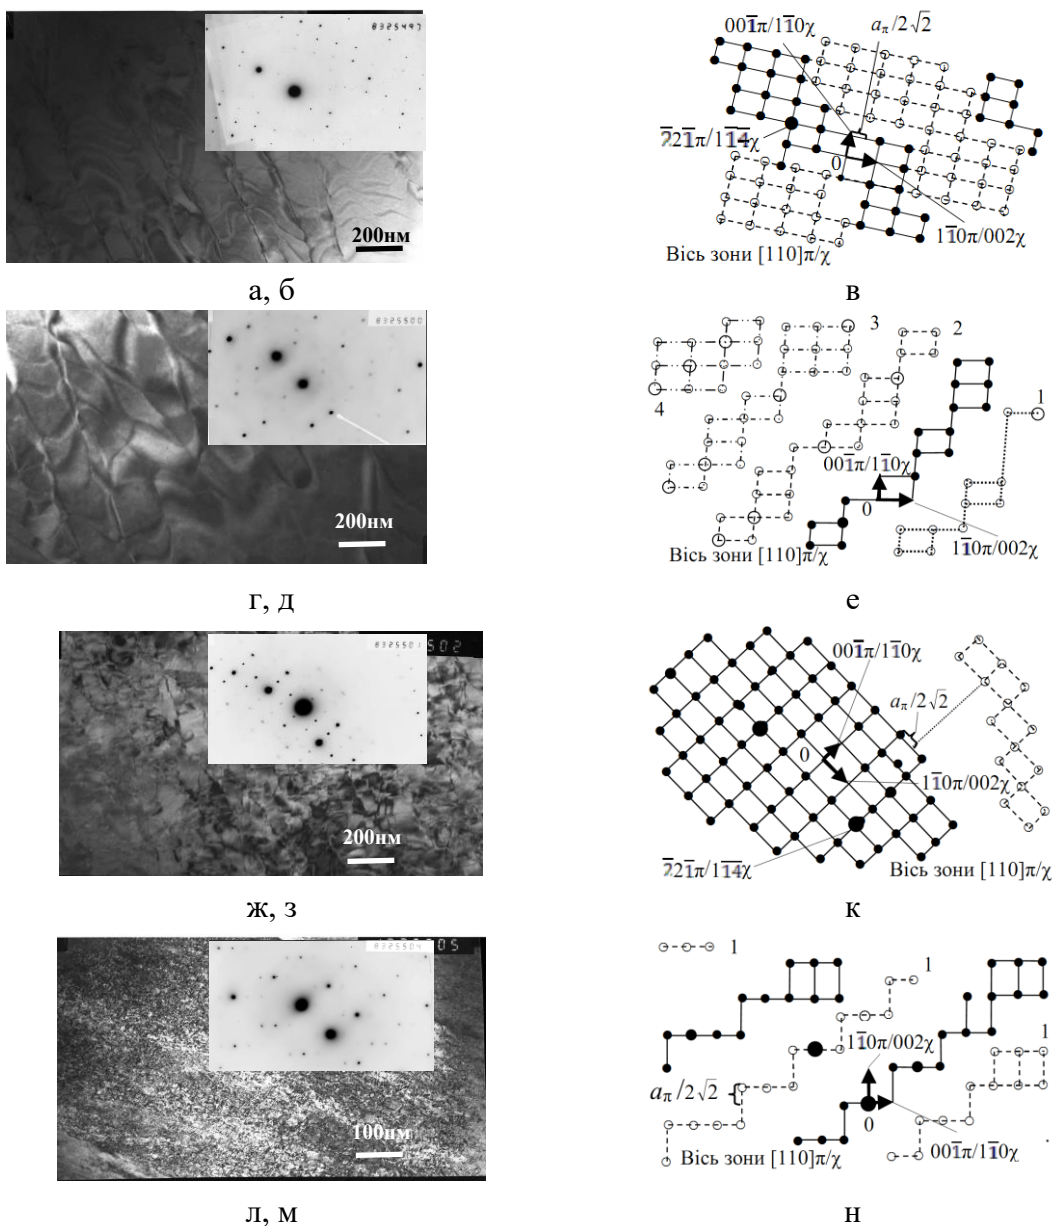 8325497
200нм
а, б
001̅π/11̅0χ
aπ/2√2
2̅21̅π/11̅4̅χ
0
11̅0π/002χ
Вісь зони [110]π/χ
в
8325500
200нм
г, д
3
2
4
1
001̅π/11̅0χ
0
11̅0π/002χ
Вісь зони [110]π/χ
е
8325501
502
200нм
ж, з
001̅π/11̅0χ
aπ/2√2
0
11̅0π/002χ
2̅21̅π/11̅4̅χ
Вісь зони [110]π/χ
к
8325504
05
100нм
л, м
1
1
11̅0π/002χ
1
aπ/2√2
0
001̅π/11̅0χ
Вісь зони [110]π/χ
н